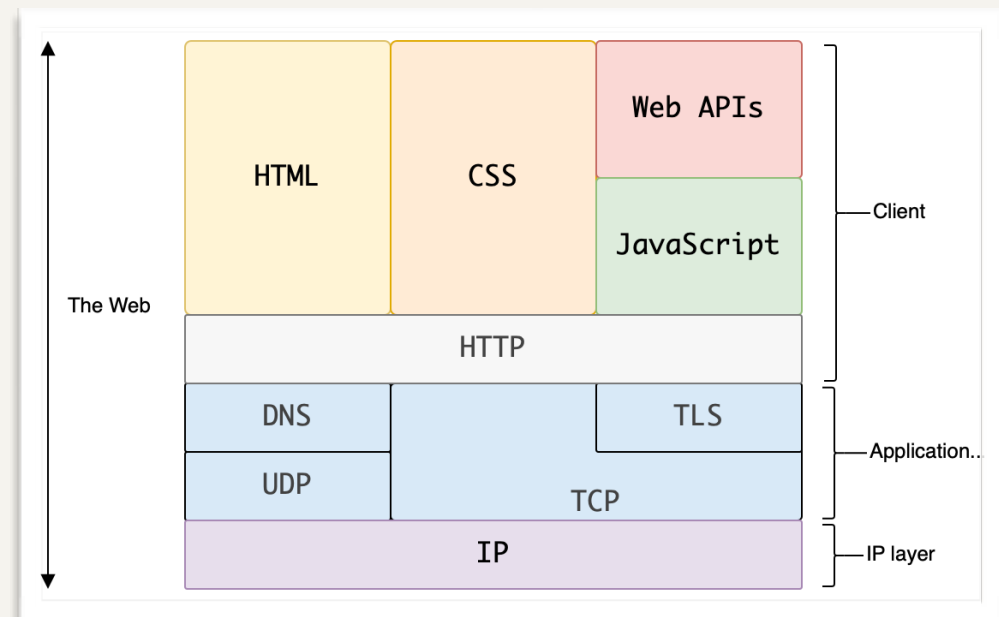 Web APIs
HTML
CSS
JavaScript
Client
The Web
HTTP
DNS
TLS
Application...
UDP
TCP
IP
IP layer